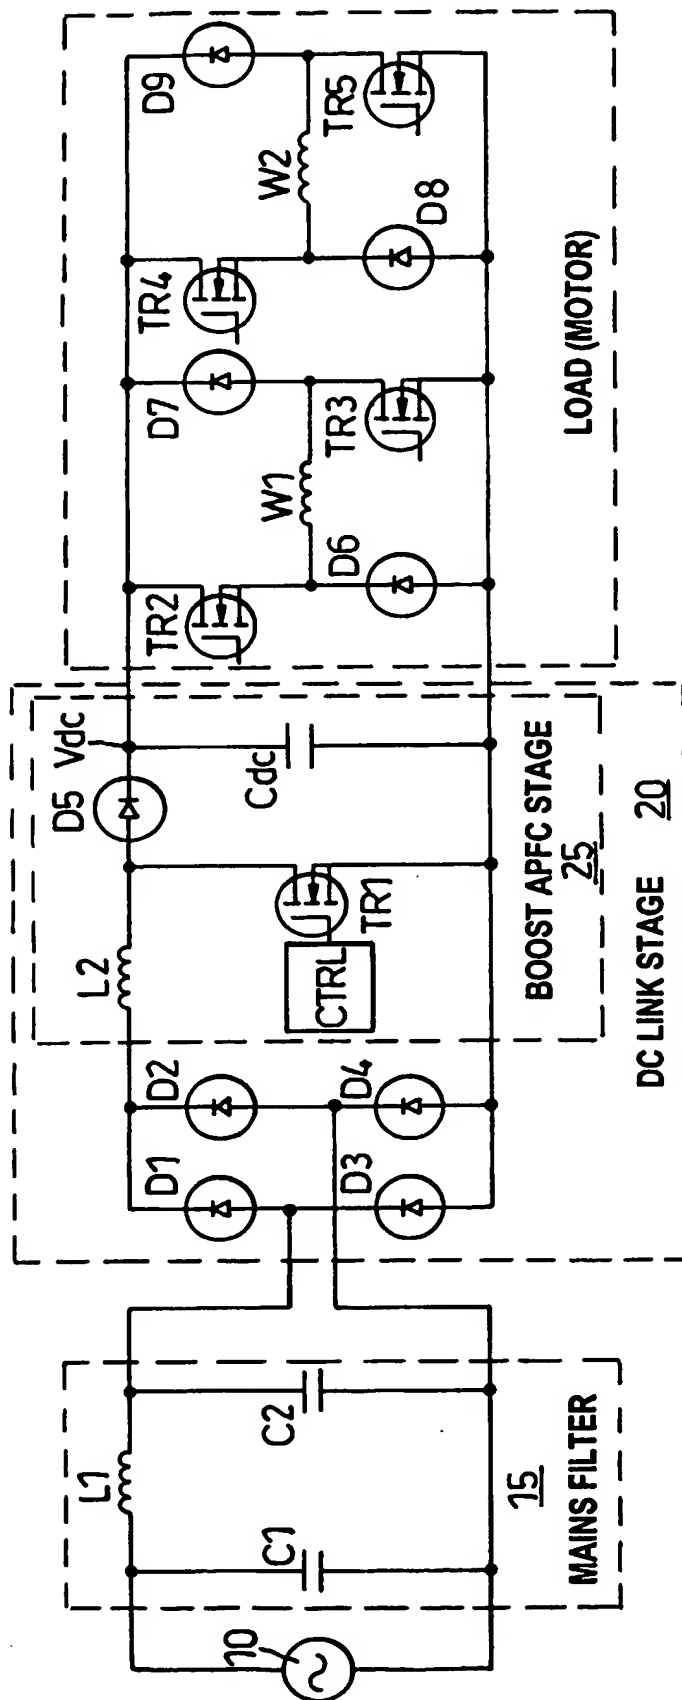 10
L1
C1
C2
15
MAINS FILTER
D1
D2
D3
D4
L2
CTRL
TR1
D5
Vdc
Cdc
BOOST APFC STAGE
25
DC LINK STAGE 20
TR2
D6
W1
D7
TR3
TR4
D8
W2
D9
TR5
LOAD (MOTOR)